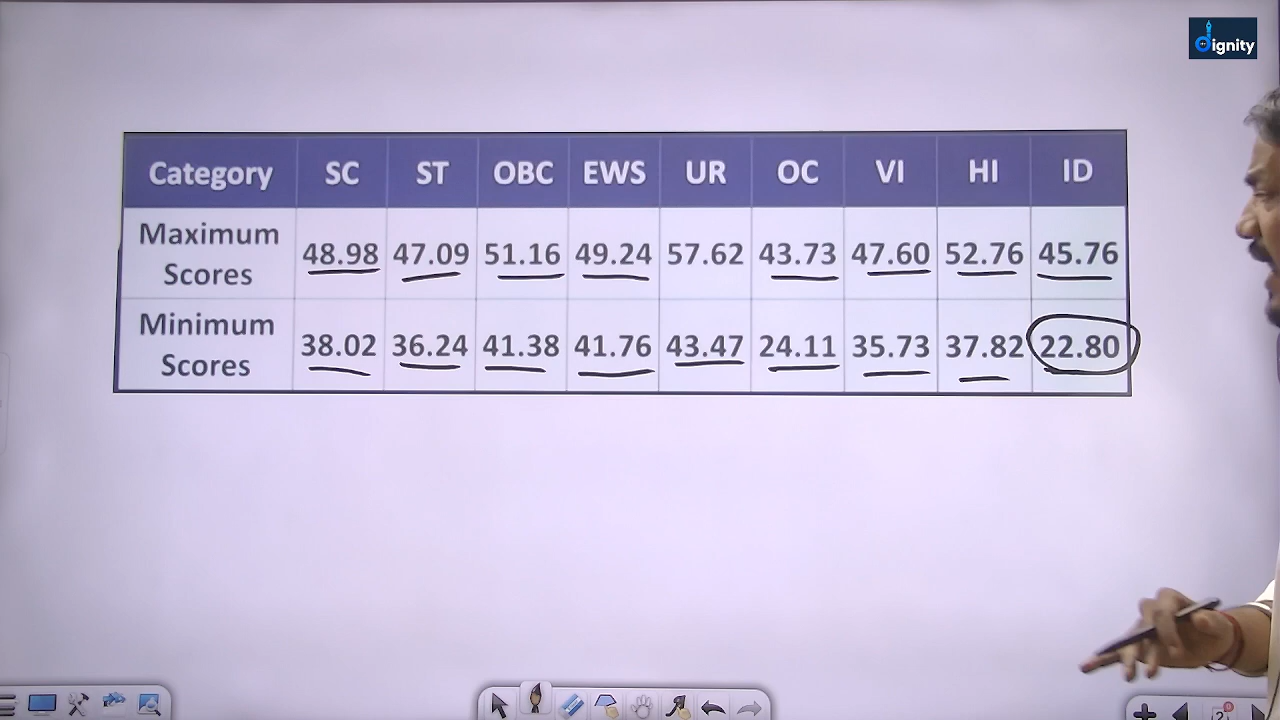 dignity
Category SC ST OBC EWS UR OC VI HI ID
Maximum Scores 48.98 47.09 51.16 49.24 57.62 43.73 47.60 52.76 45.76
Minimum Scores 38.02 36.24 41.38 41.76 43.47 24.11 35.73 37.82 22.80
2